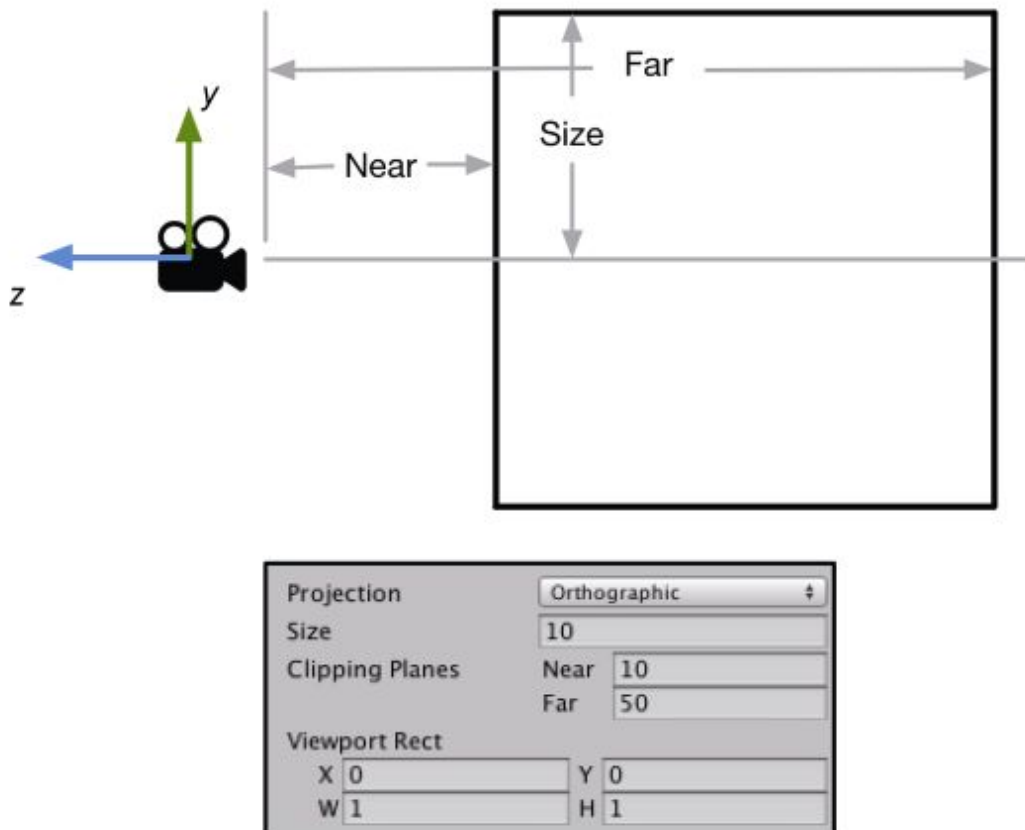 Far
y
Size
Near
z
Projection Orthographic
Size 10
Clipping Planes Near 10
Far 50
Viewport Rect
X 0 Y 0
W 1 H 1